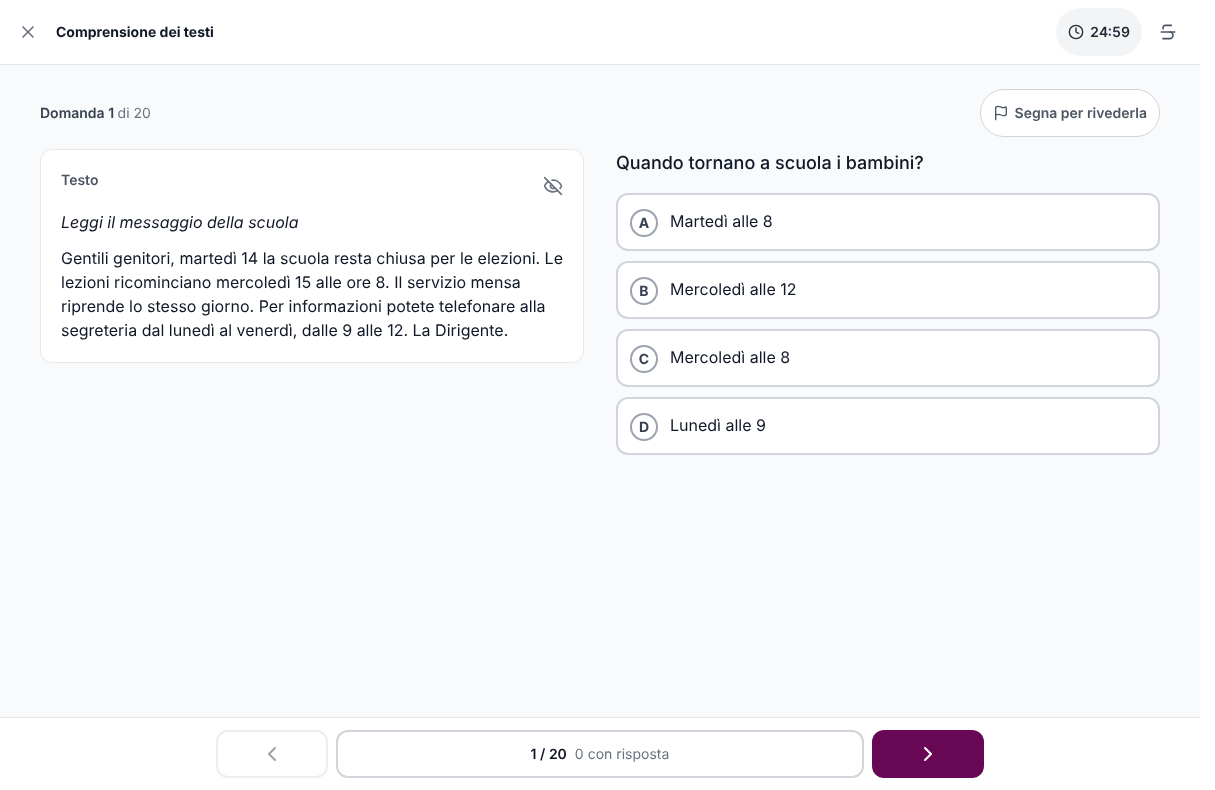 Comprensione dei testi
24:59
Domanda 1 di 20
Segna per rivederla
Testo
Leggi il messaggio della scuola
Gentili genitori, martedì 14 la scuola resta chiusa per le elezioni. Le
lezioni ricominciano mercoledì 15 alle ore 8. Il servizio mensa
riprende lo stesso giorno. Per informazioni potete telefonare alla
segreteria dal lunedì al venerdì, dalle 9 alle 12. La Dirigente.
Quando tornano a scuola i bambini?
A Martedì alle 8
B Mercoledì alle 12
C Mercoledì alle 8
D Lunedì alle 9
1 / 20 0 con risposta